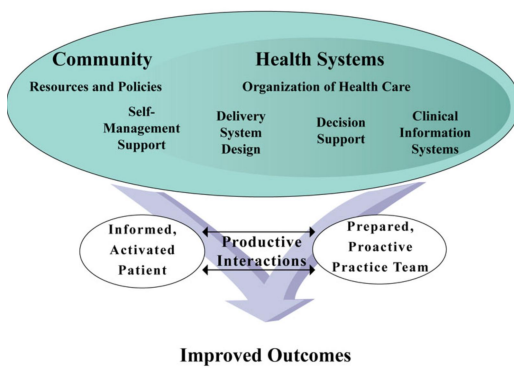 Community
Health Systems
Resources and Policies
Organization of Health Care
Self-
Management
Support
Delivery
System
Design
Decision
Support
Clinical
Information
Systems
Informed,
Activated
Patient
Productive
Interactions
Prepared,
Proactive
Practice Team
Improved Outcomes